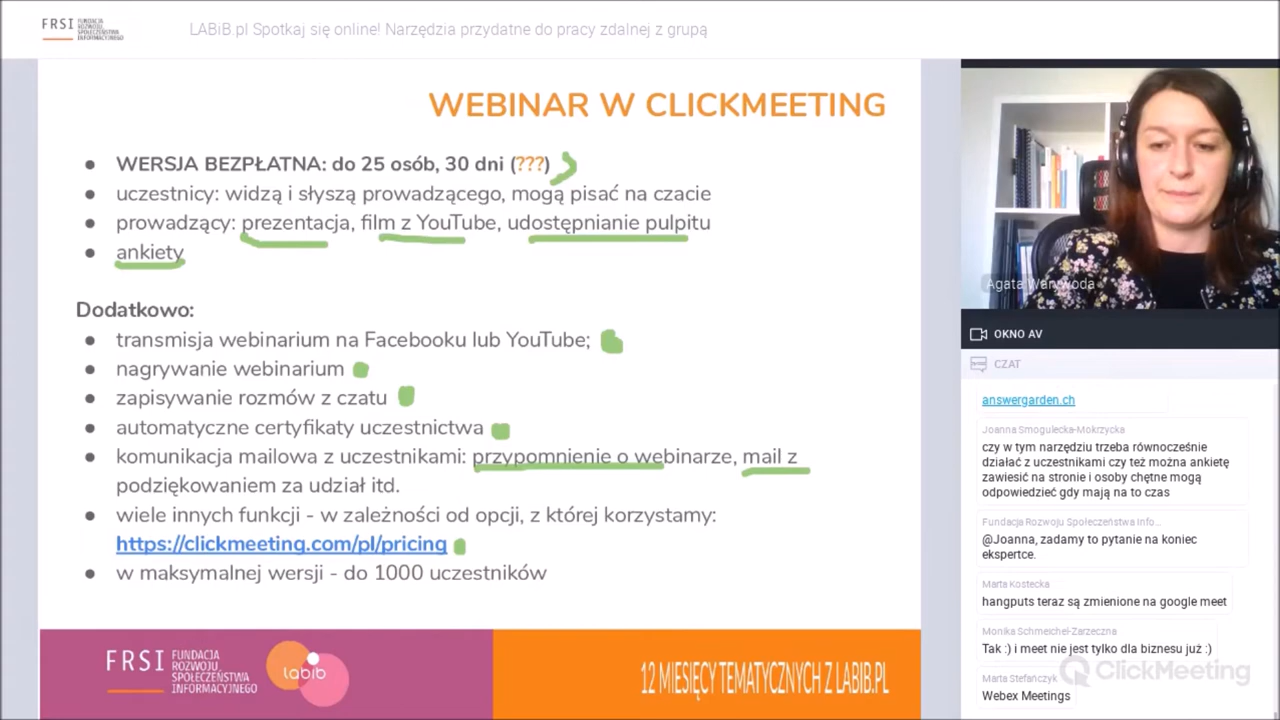 FRSI
FUNDACJA
ROZWOJU
SPOŁECZEŃSTWA
INFORMACYJNEGO
LABiB.pl Spotkaj się online! Narzędzia przydatne do pracy zdalnej z grupą
WEBINAR W CLICKMEETING
● WERSJA BEZPŁATNA: do 25 osób, 30 dni (???)
● uczestnicy: widzą i słyszą prowadzącego, mogą pisać na czacie
● prowadzący: prezentacja, film z YouTube, udostępnianie pulpitu
● ankiety
Dodatkowo:
● transmisja webinarium na Facebooku lub YouTube;
● nagrywanie webinarium
● zapisywanie rozmów z czatu
● automatyczne certyfikaty uczestnictwa
● komunikacja mailowa z uczestnikami: przypomnienie o webinarze, mail z
podziękowaniem za udział itd.
● wiele innych funkcji - w zależności od opcji, z której korzystamy:
https://clickmeeting.com/pl/pricing
● w maksymalnej wersji - do 1000 uczestników
FRSI
FUNDACJA
ROZWOJU
SPOŁECZEŃSTWA
INFORMACYJNEGO
labib
12 MIESIĘCY TEMATYCZNYCH Z LABIB.PL
Agata Warywoda
OKNO AV
CZAT
answergarden.ch
Joanna Smogulecka-Mokrzycka
czy w tym narzędziu trzeba równocześnie
działać z uczestnikami czy też można ankietę
zawiesić na stronie i osoby chętne mogą
odpowiedzieć gdy mają na to czas
Fundacja Rozwoju Społeczeństwa Info...
@Joanna, zadamy to pytanie na koniec
ekspertce.
Marta Kostecka
hangputs teraz są zmienione na google meet
Monika Schmeichel-Zarzeczna
Tak :) i meet nie jest tylko dla biznesu już :)
Marta Stefańczyk
Webex Meetings
ClickMeeting